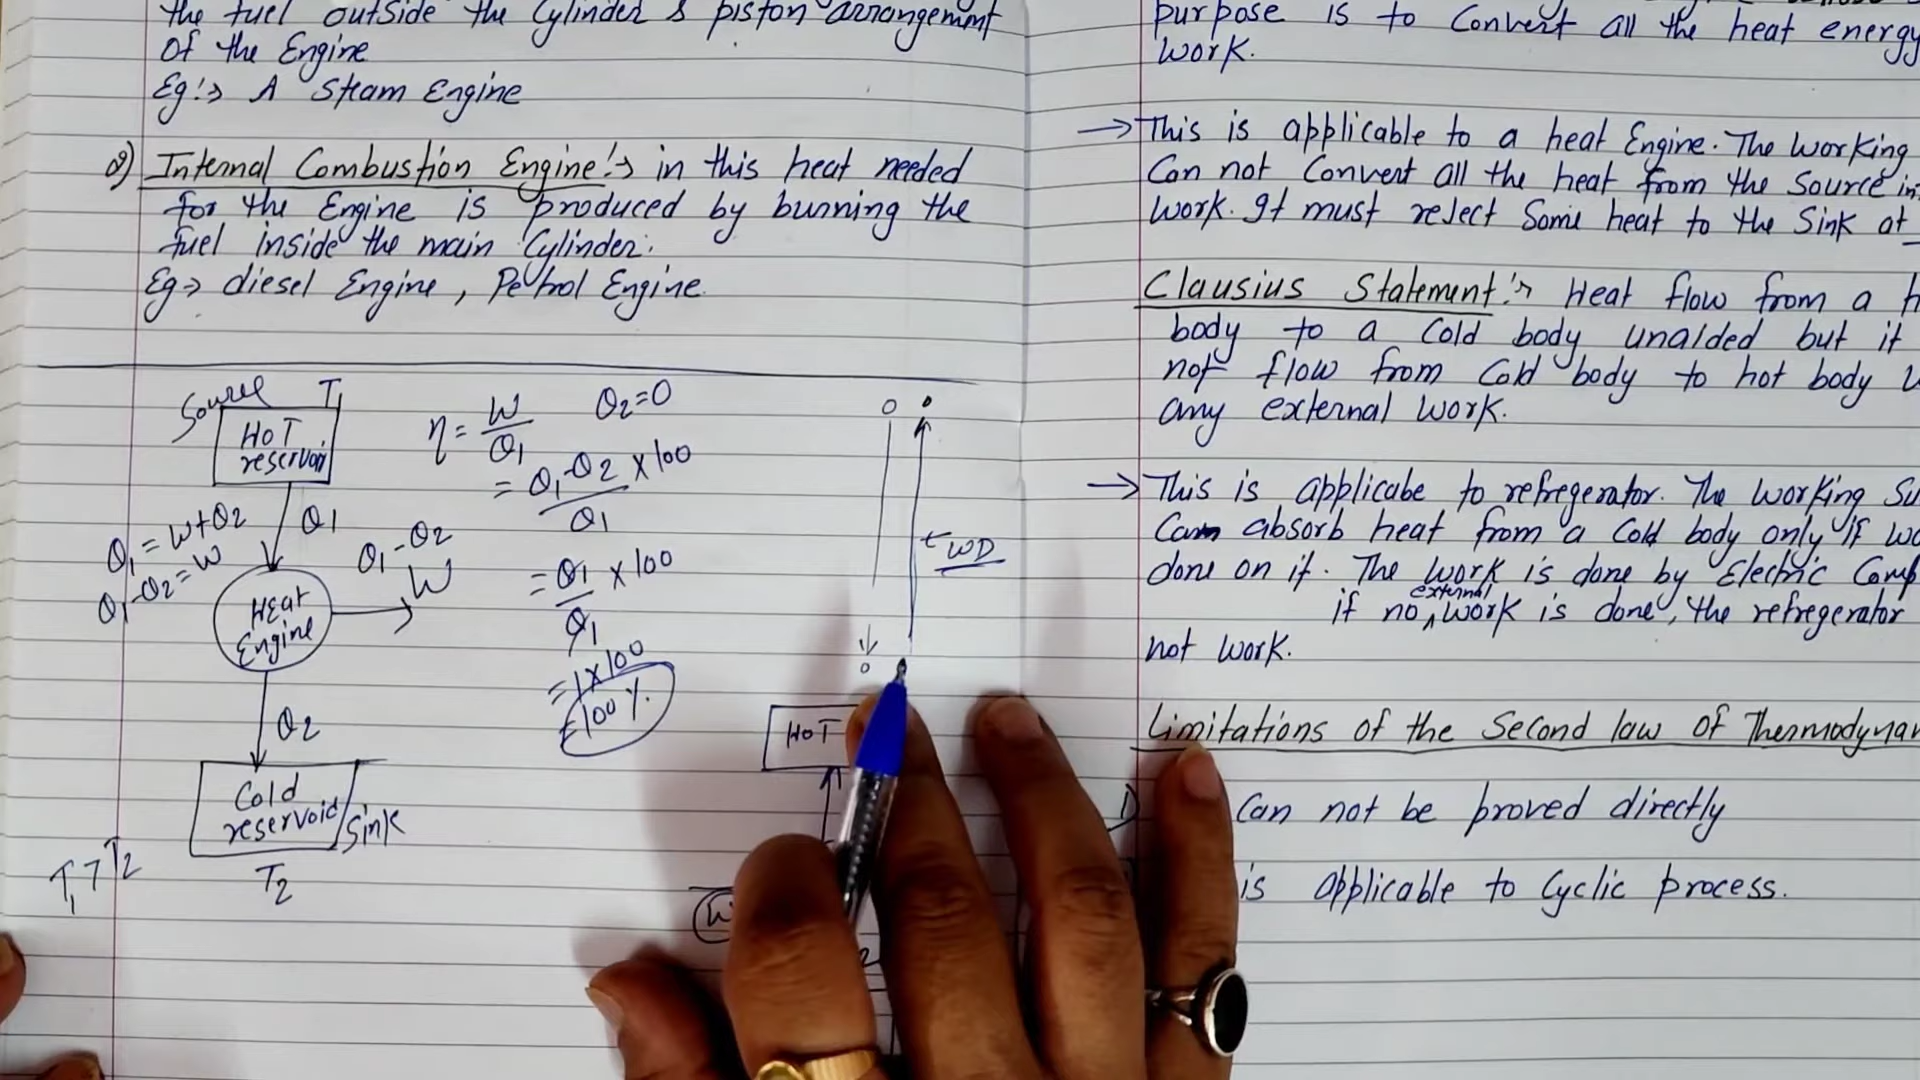 the fuel outside the Cylinder & piston arrangement
Of the Engine
Eg:→ A Steam Engine
2) Internal Combustion Engine:→ in this heat needed
for the Engine is produced by burning the
fuel inside the main Cylinder.
Eg→ diesel Engine, Petrol Engine.
Source T1
HOT
reservoir
Q1
Q1 = W+Q2
Q1-Q2=W
Q1-Q2
W
HEat
Engine
Q2
Cold
reservoid
Sink
T2
T1 > T2
η = W/Q1
Q2=0
= Q1-Q2/Q1 x 100
= Q1/Q1 x 100
= 1 x 100
= 100 %.
← WD
HOT
purpose is to Convert all the heat energy
work.
→ This is applicable to a heat Engine. The working
Can not Convert all the heat from the Source
work. It must reject Some heat to the Sink at
Clausius Statement:→ Heat flow from a
body to a Cold body unaided but it
not flow from Cold body to hot body
any external work.
→ This is applicabe to refregerator. The working
Can absorb heat from a Cold body only if
done on it. The work is done by Electric
if no external work is done, the refregerator
not work.
Limitations of the Second law of
Can not be proved directly
is applicable to Cyclic process.